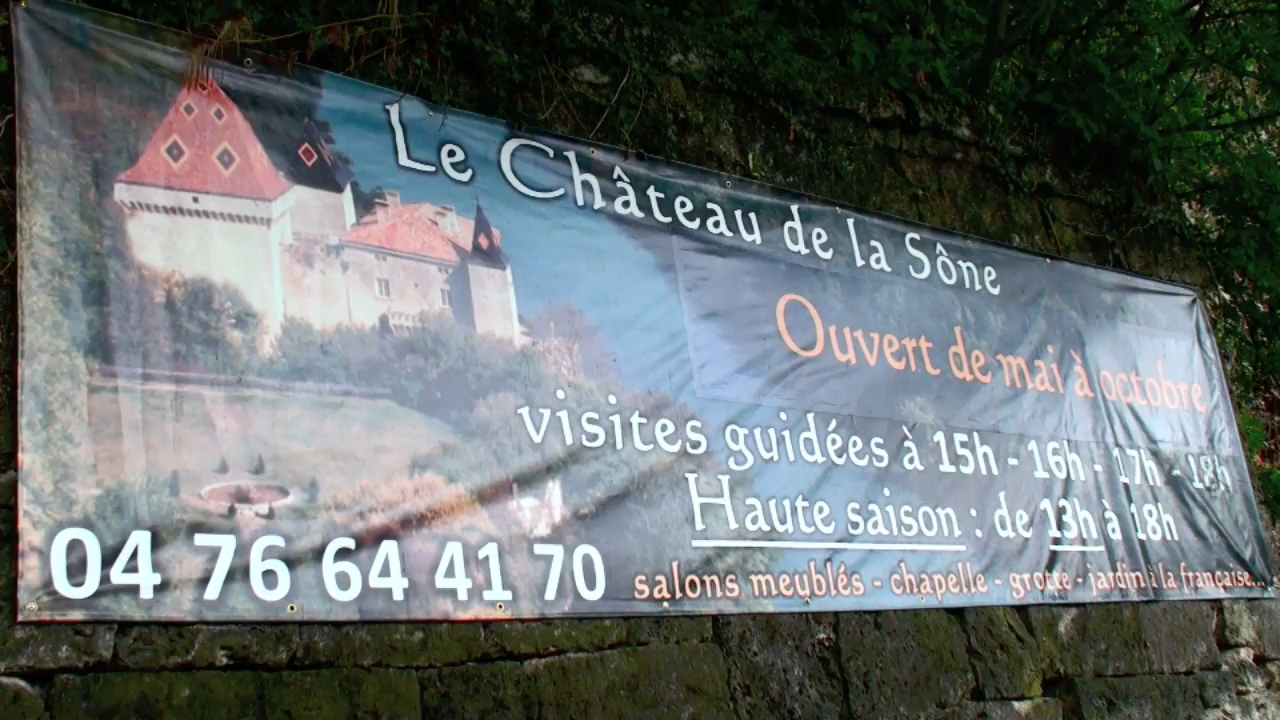 Le Château de la Sône
Ouvert de mai à octobre
visites guidées à 15h - 16h - 17h - 18h
Haute saison : de 13h à 18h
04 76 64 41 70
salons meublés - chapelle - grotte - jardin à la française...